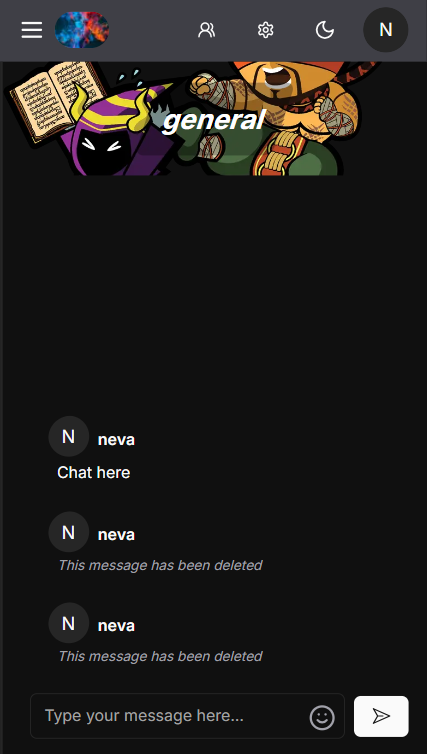 N
general
N
neva
Chat here
N
neva
This message has been deleted
N
neva
This message has been deleted
Type your message here...